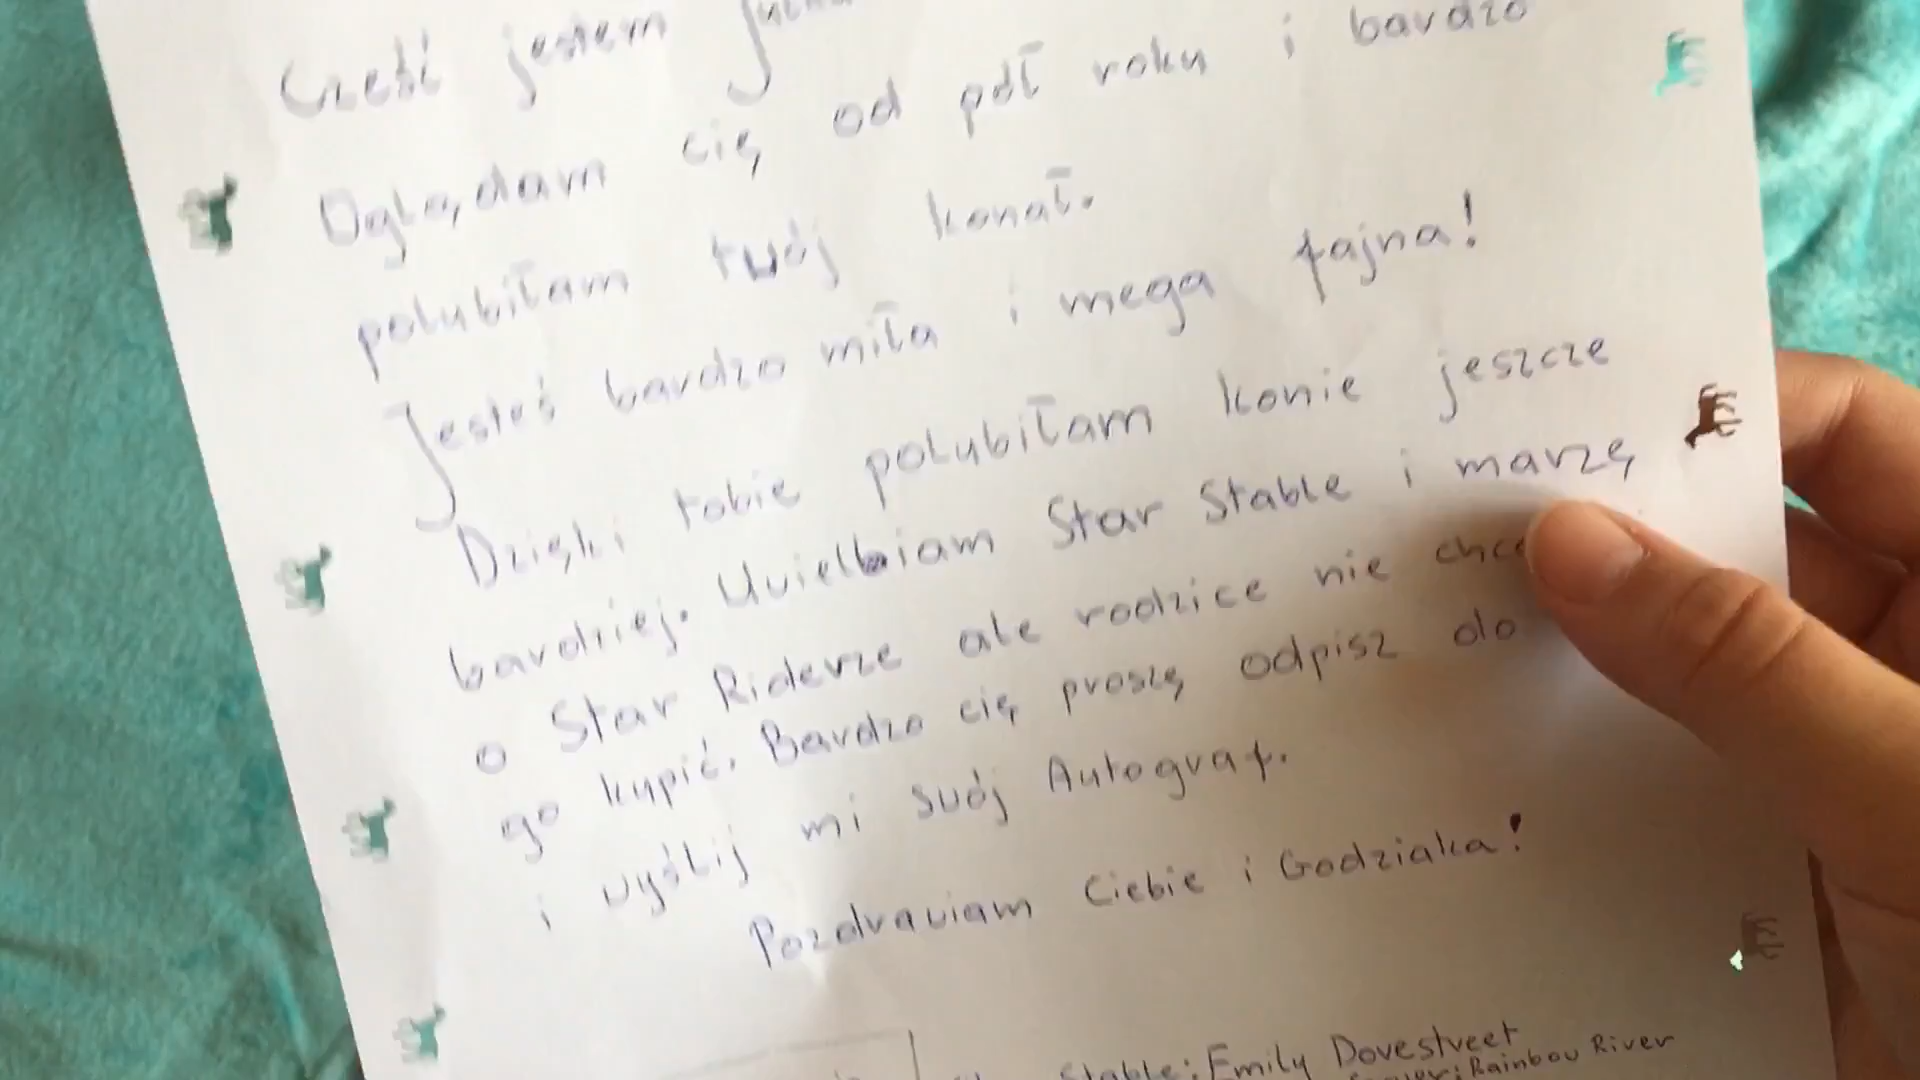 Cześć jestem
Oglądam cię od pół roku i bardzo
polubiłam twój konał.
Jesteś bardzo miła i mega fajna!
Dzięki tobie polubiłam konie jeszcze
bardziej. Uwielbiam Star Stable i marzę
o Star Riderze ale rodzice nie
go kupić. Bardzo cię proszę odpisz do
i wyślij mi swój Autograf.
Pozdrawiam Ciebie i Godziaka!
Stable: Emily Dovestreet
Rainbow River